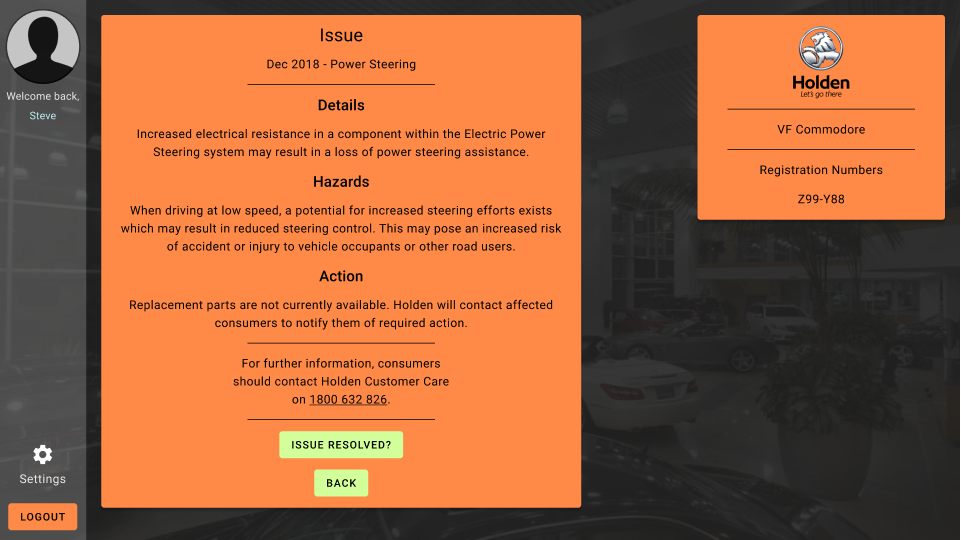 Welcome back,
Steve
Settings
LOGOUT
Issue
Dec 2018 - Power Steering
Details
Increased electrical resistance in a component within the Electric Power
Steering system may result in a loss of power steering assistance.
Hazards
When driving at low speed, a potential for increased steering efforts exists
which may result in reduced steering control. This may pose an increased risk
of accident or injury to vehicle occupants or other road users.
Action
Replacement parts are not currently available. Holden will contact affected
consumers to notify them of required action.
For further information, consumers
should contact Holden Customer Care
on 1800 632 826.
ISSUE RESOLVED?
BACK
Holden
Let's go there
VF Commodore
Registration Numbers
Z99-Y88